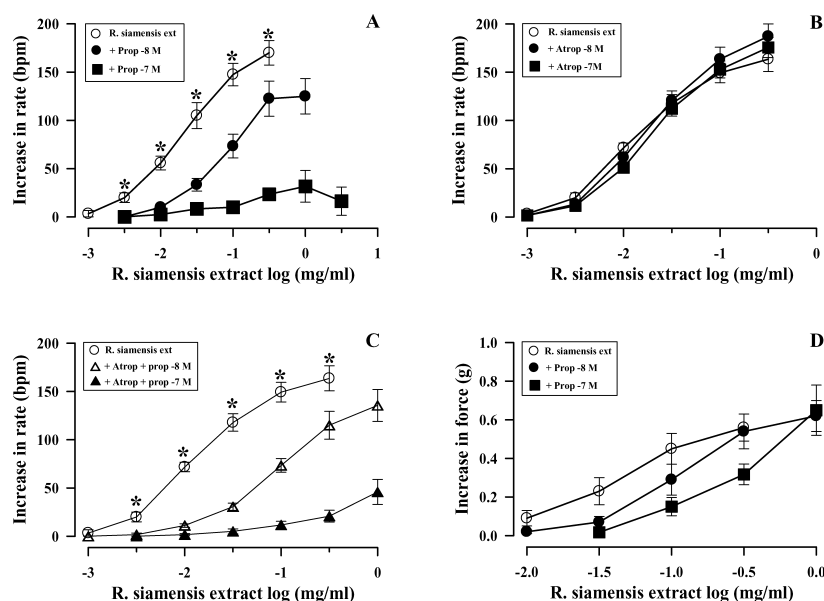 A
R. siamensis ext
+ Prop -8 M
+ Prop -7 M
* * * * * *
200
150
100
50
0
Increase in rate (bpm)
-3 -2 -1 0 1
R. siamensis extract log (mg/ml)
B
R. siamensis ext
+ Atrop -8 M
+ Atrop -7M
200
150
100
50
0
Increase in rate (bpm)
-3 -2 -1 0
R. siamensis extract log (mg/ml)
C
R. siamensis ext
+ Atrop + prop -8 M
+ Atrop + prop -7 M
* * * * *
200
150
100
50
0
Increase in rate (bpm)
-3 -2 -1 0
R. siamensis extract log (mg/ml)
D
R. siamensis ext
+ Prop -8 M
+ Prop -7 M
1.0
0.8
0.6
0.4
0.2
0.0
Increase in force (g)
-2.0 -1.5 -1.0 -0.5 0.0
R. siamensis extract log (mg/ml)